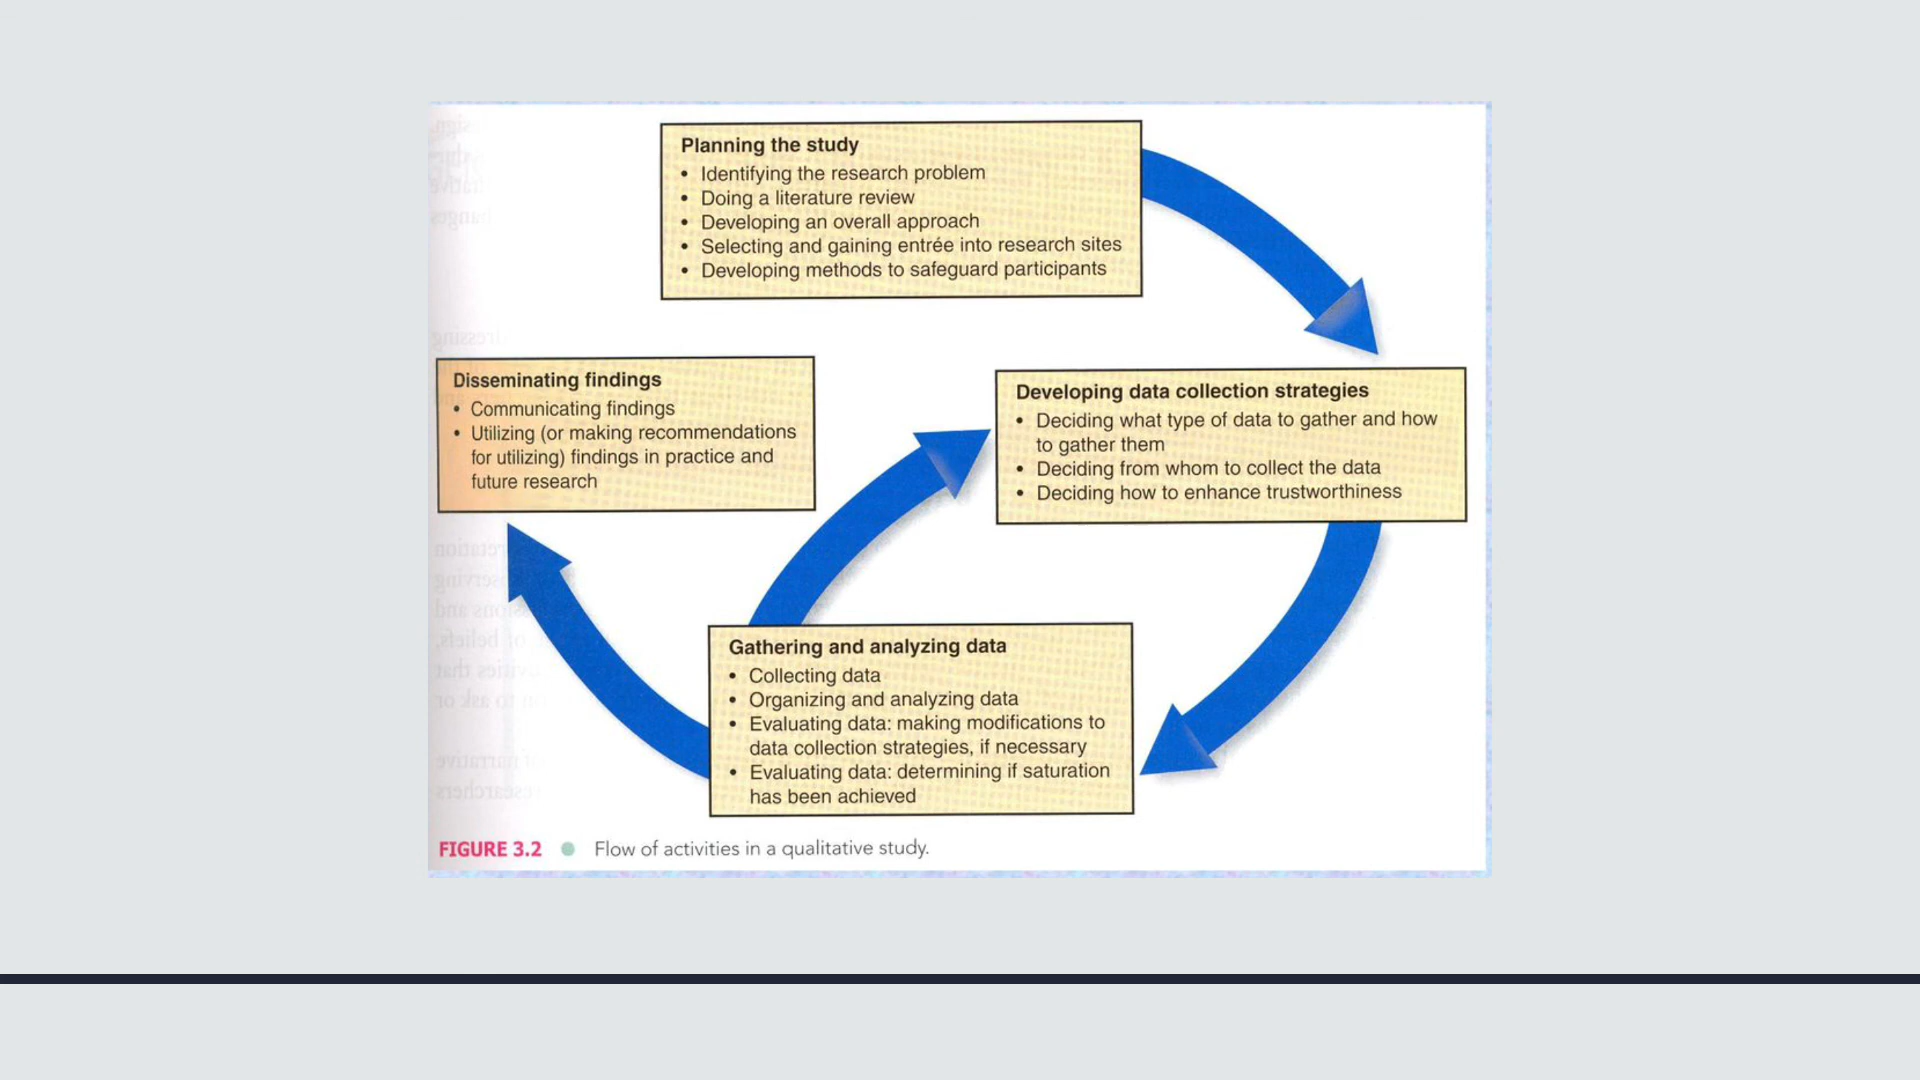 Planning the study
• Identifying the research problem
• Doing a literature review
• Developing an overall approach
• Selecting and gaining entrée into research sites
• Developing methods to safeguard participants
Disseminating findings
• Communicating findings
• Utilizing (or making recommendations
for utilizing) findings in practice and
future research
Developing data collection strategies
• Deciding what type of data to gather and how
to gather them
• Deciding from whom to collect the data
• Deciding how to enhance trustworthiness
Gathering and analyzing data
• Collecting data
• Organizing and analyzing data
• Evaluating data: making modifications to
data collection strategies, if necessary
• Evaluating data: determining if saturation
has been achieved
FIGURE 3.2 ● Flow of activities in a qualitative study.